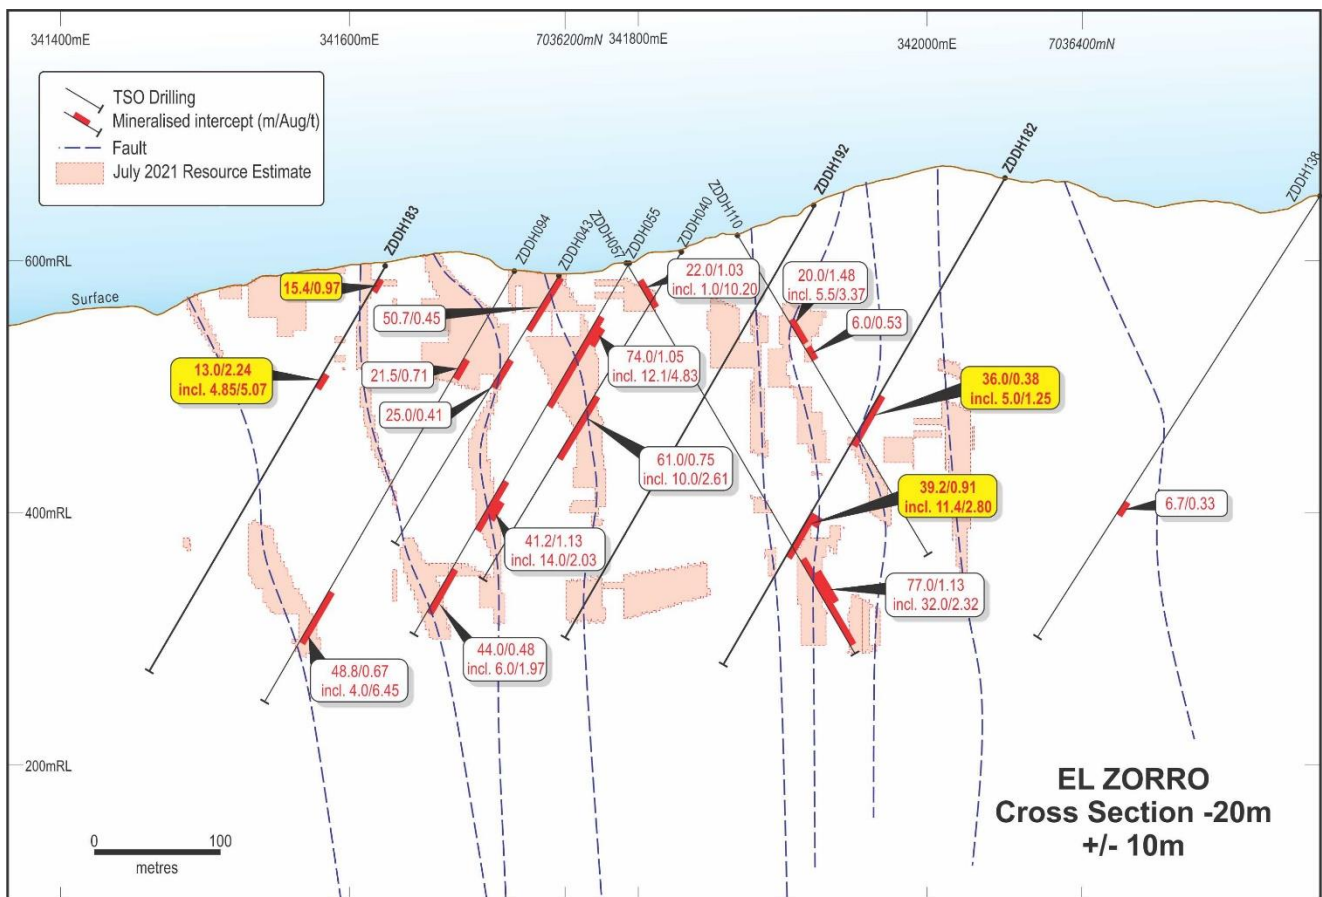 341400mE
341600mE
7036200mN
341800mE
342000mE
7036400mN
TSO Drilling
Mineralised intercept (m/Aug/t)
Fault
July 2021 Resource Estimate
ZDDH183
ZDDH094
ZDDH043
ZDDH057
ZDDH055
ZDDH040
ZDDH110
ZDDH192
ZDDH182
ZDDH138
600mRL
Surface
15.4/0.97
50.7/0.45
22.0/1.03
incl. 1.0/10.20
20.0/1.48
incl. 5.5/3.37
6.0/0.53
13.0/2.24
incl. 4.85/5.07
21.5/0.71
25.0/0.41
74.0/1.05
incl. 12.1/4.83
36.0/0.38
incl. 5.0/1.25
61.0/0.75
incl. 10.0/2.61
39.2/0.91
incl. 11.4/2.80
6.7/0.33
400mRL
41.2/1.13
incl. 14.0/2.03
77.0/1.13
incl. 32.0/2.32
44.0/0.48
incl. 6.0/1.97
48.8/0.67
incl. 4.0/6.45
200mRL
EL ZORRO
Cross Section -20m
+/- 10m
0
100
metres